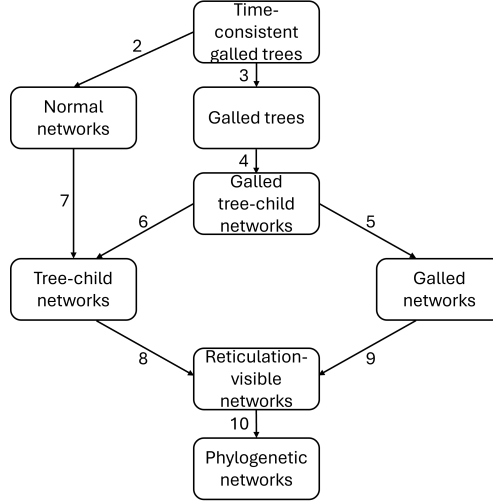 Time-
consistent
galled trees
2
3
Normal
networks
Galled trees
4
Galled
tree-child
networks
7
6
5
Tree-child
networks
Galled
networks
8
9
Reticulation-
visible
networks
10
Phylogenetic
networks